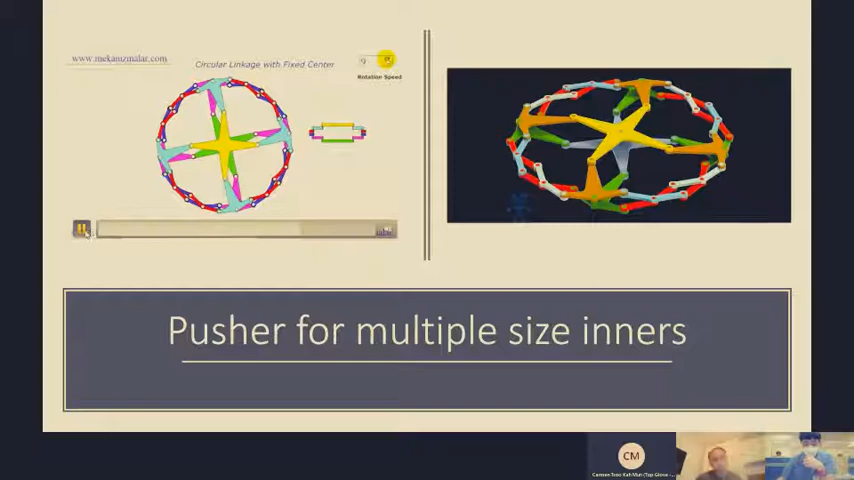 www.mekanizmalar.com
Circular Linkage with Fixed Center
Rotation Speed
Pusher for multiple size inners
CM